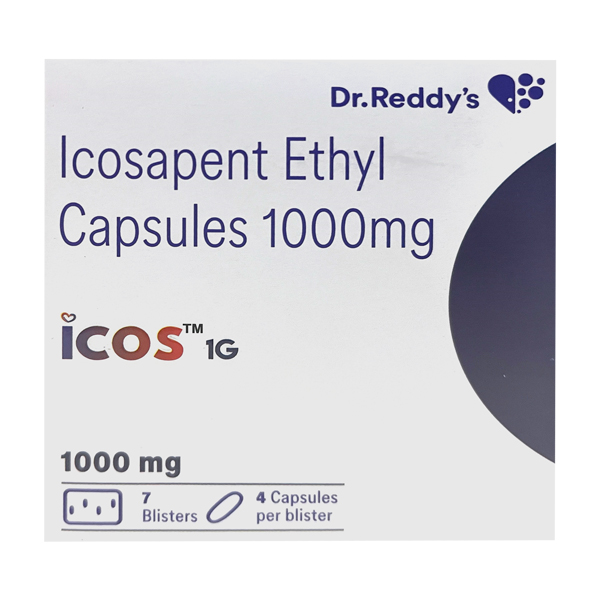 Dr.Reddy's
Icosapent Ethyl
Capsules 1000mg
icos™ 1G
1000 mg
7 Blisters
4 Capsules per blister